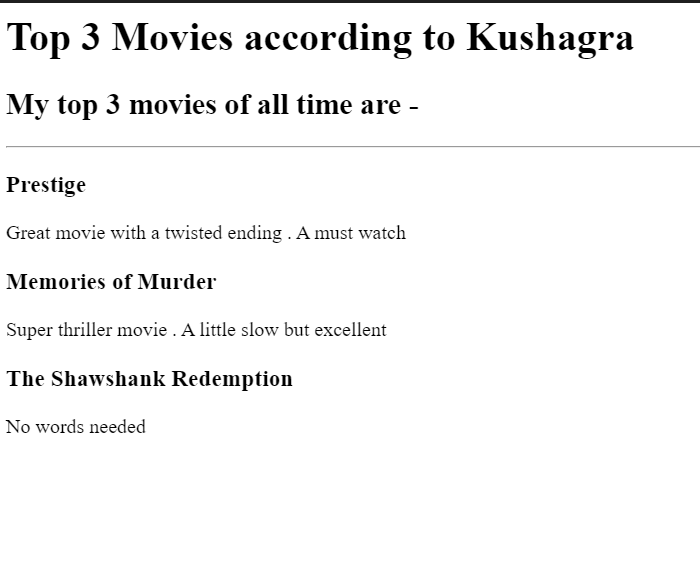 Top 3 Movies according to Kushagra
My top 3 movies of all time are -
Prestige
Great movie with a twisted ending . A must watch
Memories of Murder
Super thriller movie . A little slow but excellent
The Shawshank Redemption
No words needed